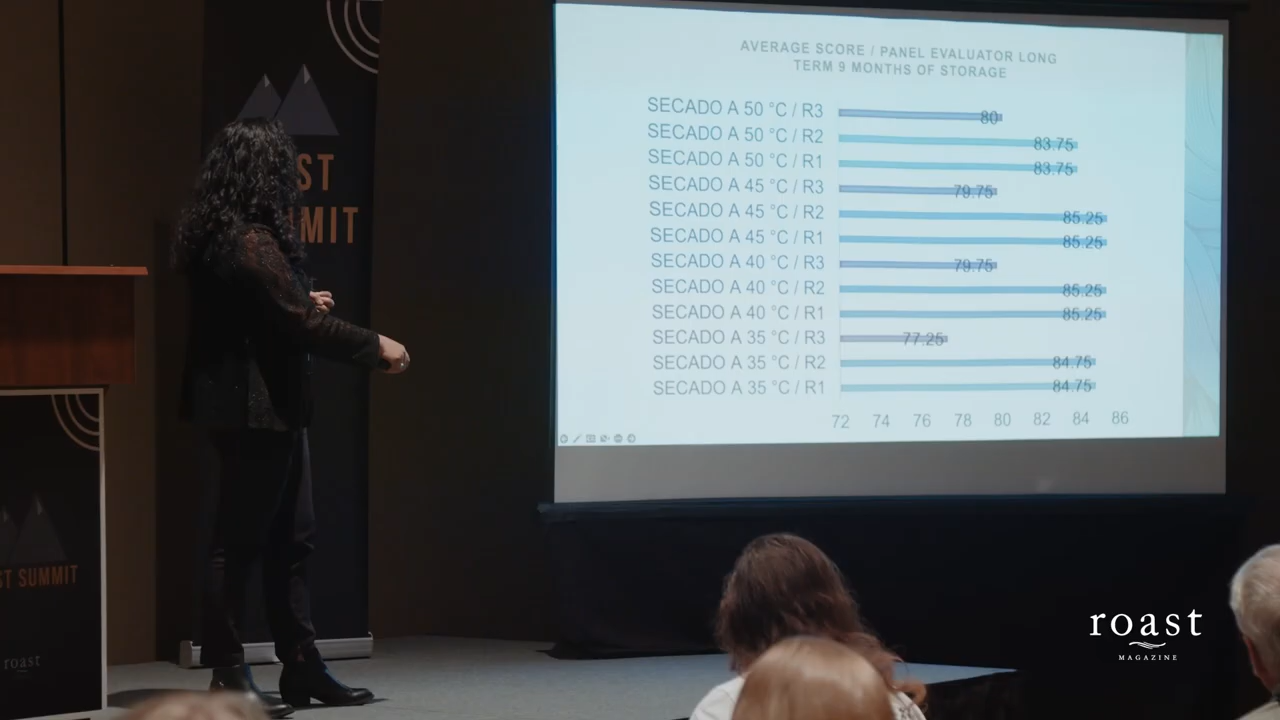 ST
MIT
AVERAGE SCORE / PANEL EVALUATOR LONG
TERM 9 MONTHS OF STORAGE
SECADO A 50 °C / R3 80
SECADO A 50 °C / R2 83.75
SECADO A 50 °C / R1 83.75
SECADO A 45 °C / R3 79.75
SECADO A 45 °C / R2 85.25
SECADO A 45 °C / R1 85.25
SECADO A 40 °C / R3 79.75
SECADO A 40 °C / R2 85.25
SECADO A 40 °C / R1 85.25
SECADO A 35 °C / R3 77.25
SECADO A 35 °C / R2 84.75
SECADO A 35 °C / R1 84.75
72 74 76 78 80 82 84 86
ST SUMMIT
roast
roast
MAGAZINE